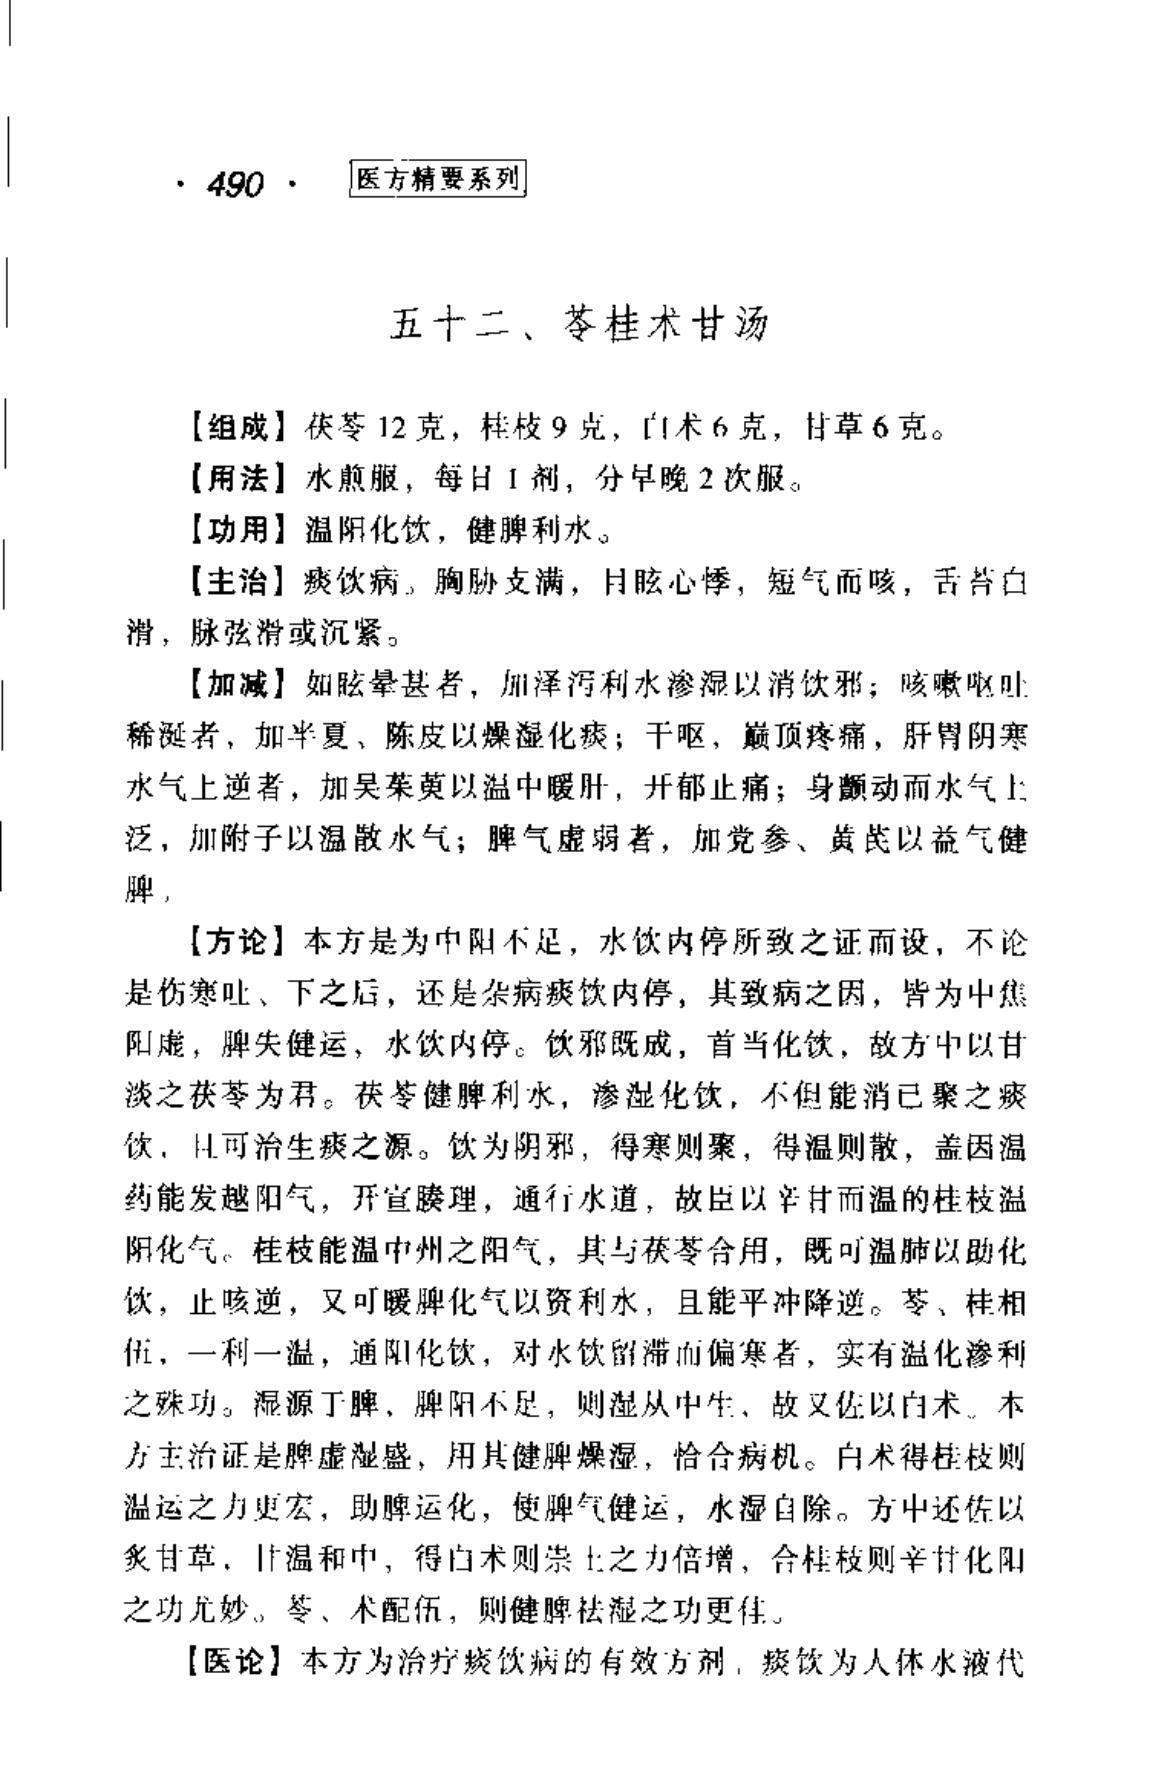 · 490 · 医方精要系列
五十二、苓桂术甘汤
【组成】茯苓 12 克，桂枝 9 克，白术 6 克，甘草 6 克。
【用法】水煎服，每日 1 剂，分早晚 2 次服。
【功用】温阳化饮，健脾利水。
【主治】痰饮病。胸胁支满，目眩心悸，短气而咳，舌苔白
滑，脉弦滑或沉紧。
【加减】如眩晕甚者，加泽泻利水渗湿以消饮邪；咳嗽呕吐
稀涎者，加半夏、陈皮以燥湿化痰；干呕，巅顶疼痛，肝胃阴寒
水气上逆者，加吴茱萸以温中暖肝，开郁止痛；身颤动而水气上
泛，加附子以温散水气；脾气虚弱者，加党参、黄芪以益气健
脾。
【方论】本方是为中阳不足，水饮内停所致之证而设，不论
是伤寒吐、下之后，还是杂病痰饮内停，其致病之因，皆为中焦
阳虚，脾失健运，水饮内停。饮邪既成，首当化饮，故方中以甘
淡之茯苓为君。茯苓健脾利水，渗湿化饮，不但能消已聚之痰
饮，且可治生痰之源。饮为阴邪，得寒则聚，得温则散，盖因温
药能发越阳气，开宣腠理，通行水道，故臣以辛甘而温的桂枝温
阳化气。桂枝能温中州之阳气，其与茯苓合用，既可温肺以助化
饮，止咳逆，又可暖脾化气以资利水，且能平冲降逆。苓、桂相
伍，一利一温，通阳化饮，对水饮留滞而偏寒者，实有温化渗利
之殊功。湿源于脾，脾阳不足，则湿从中生，故又佐以白术。本
方主治证是脾虚湿盛，用其健脾燥湿，恰合病机。白术得桂枝则
温运之力更宏，助脾运化，使脾气健运，水湿自除。方中还佐以
炙甘草，甘温和中，得白术则崇土之力倍增，合桂枝则辛甘化阳
之功尤妙。苓、术配伍，则健脾祛湿之功更佳。
【医论】本方为治疗痰饮病的有效方剂，痰饮为人体水液代